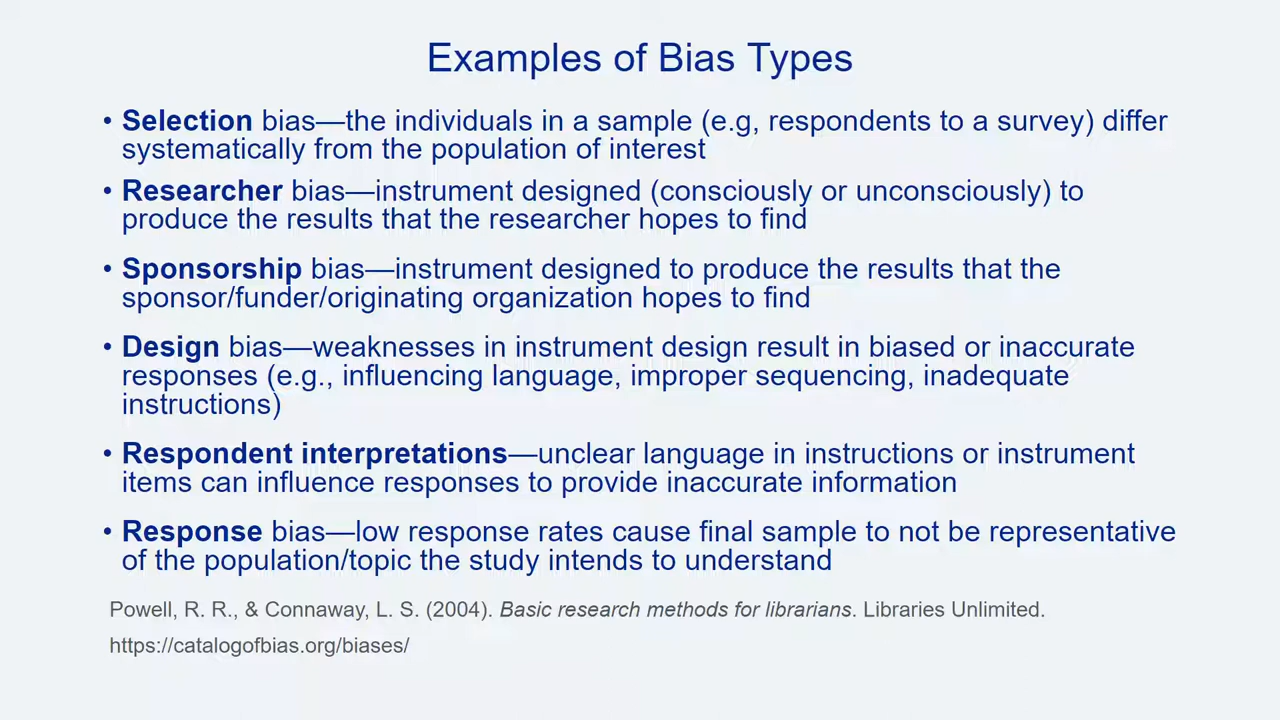 Examples of Bias Types
• Selection bias—the individuals in a sample (e.g, respondents to a survey) differ
systematically from the population of interest
• Researcher bias—instrument designed (consciously or unconsciously) to
produce the results that the researcher hopes to find
• Sponsorship bias—instrument designed to produce the results that the
sponsor/funder/originating organization hopes to find
• Design bias—weaknesses in instrument design result in biased or inaccurate
responses (e.g., influencing language, improper sequencing, inadequate
instructions)
• Respondent interpretations—unclear language in instructions or instrument
items can influence responses to provide inaccurate information
• Response bias—low response rates cause final sample to not be representative
of the population/topic the study intends to understand
Powell, R. R., & Connaway, L. S. (2004). Basic research methods for librarians. Libraries Unlimited.
https://catalogofbias.org/biases/